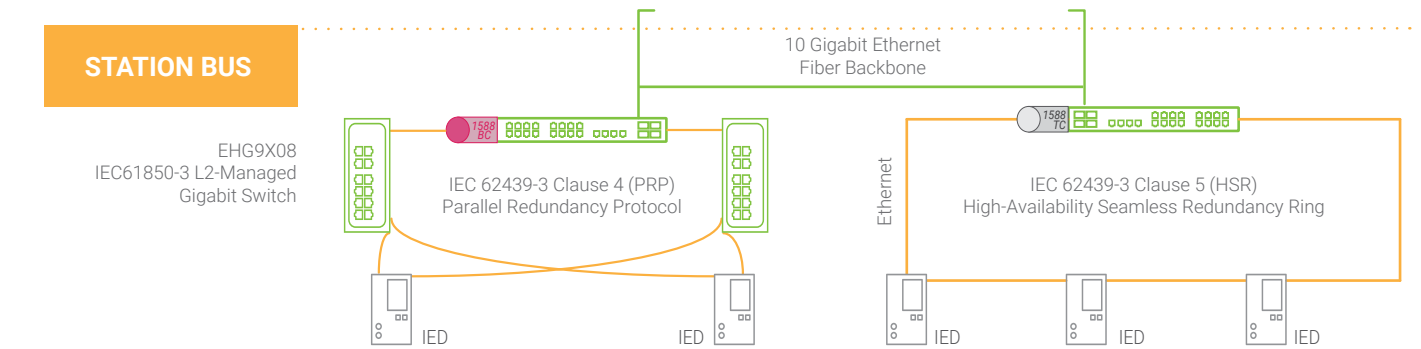 STATION BUS
10 Gigabit Ethernet
Fiber Backbone
1588
BC
1588
TC
EHG9X08
IEC61850-3 L2-Managed
Gigabit Switch
IEC 62439-3 Clause 4 (PRP)
Parallel Redundancy Protocol
Ethernet
IEC 62439-3 Clause 5 (HSR)
High-Availability Seamless Redundancy Ring
IED
IED
IED
IED
IED